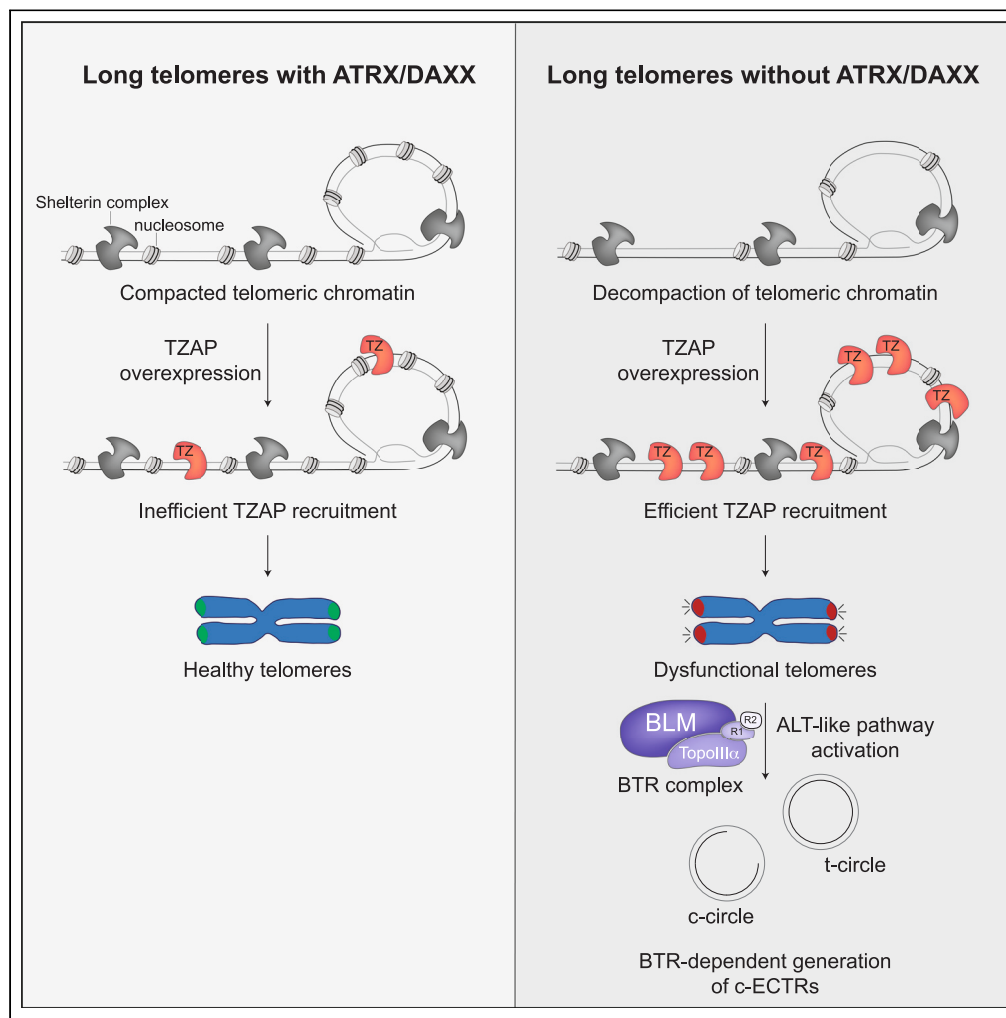 Long telomeres with ATRX/DAXX
Shelterin complex
nucleosome
Compacted telomeric chromatin
TZAP
overexpression
TZ
TZ
Inefficient TZAP recruitment
Healthy telomeres
Long telomeres without ATRX/DAXX
Decompaction of telomeric chromatin
TZAP
overexpression
TZ
TZ
TZ
TZ
TZ
TZ
Efficient TZAP recruitment
Dysfunctional telomeres
BLM
R2
R1
TopoIIIα
BTR complex
ALT-like pathway
activation
t-circle
c-circle
BTR-dependent generation
of c-ECTRs